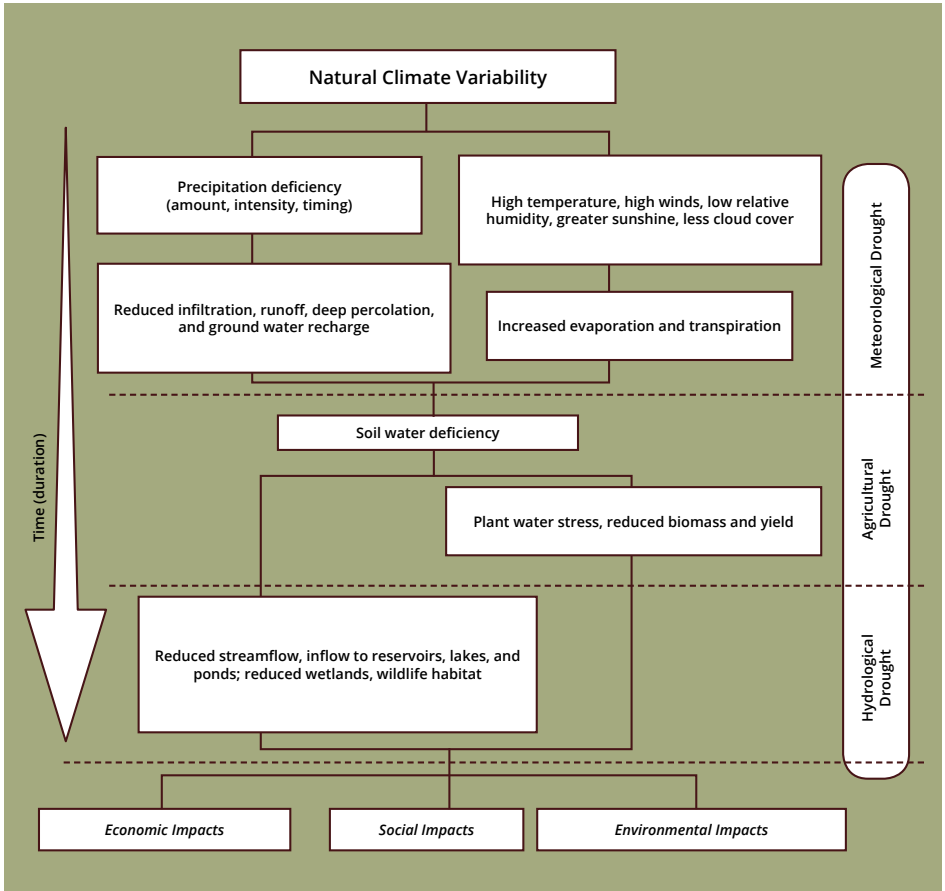 Natural Climate Variability
Precipitation deficiency
(amount, intensity, timing)
High temperature, high winds, low relative
humidity, greater sunshine, less cloud cover
Reduced infiltration, runoff, deep percolation,
and ground water recharge
Increased evaporation and transpiration
Meteorological Drought
Soil water deficiency
Plant water stress, reduced biomass and yield
Agricultural
Drought
Time (duration)
Reduced streamflow, inflow to reservoirs, lakes, and
ponds; reduced wetlands, wildlife habitat
Hydrological
Drought
Economic Impacts
Social Impacts
Environmental Impacts